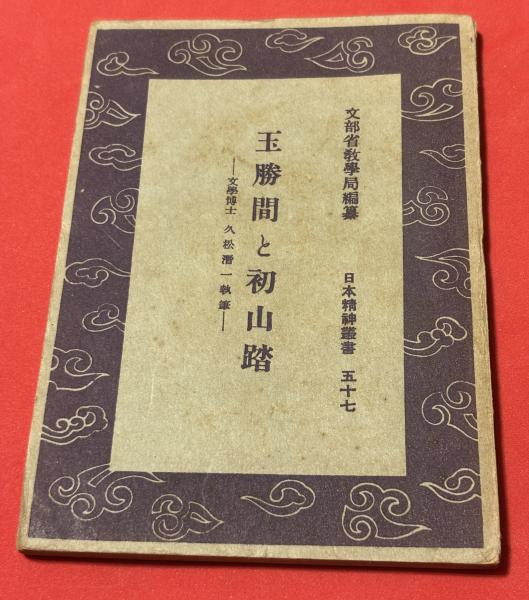 文部省敎學局編纂
日本精神叢書 五十七
玉勝間と初山踏
―文學博士 久松潛一執筆―